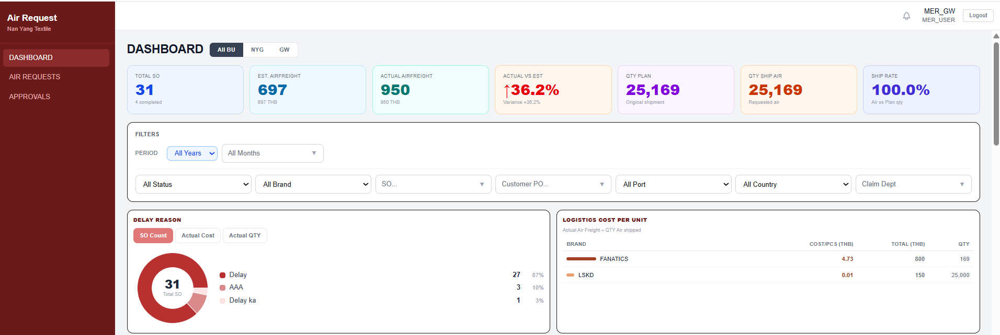 Air Request
Nan Yang Textile
DASHBOARD
AIR REQUESTS
APPROVALS
MER_GW
MER_USER
Logout
DASHBOARD
All BU
NYG
GW
TOTAL SO
31
4 completed
EST. AIRFREIGHT
697
697 THB
ACTUAL AIRFREIGHT
950
950 THB
ACTUAL VS EST
↑36.2%
Variance +36.2%
QTY PLAN
25,169
Original shipment
QTY SHIP AIR
25,169
Requested air
SHIP RATE
100.0%
Air vs Plan qty
FILTERS
PERIOD
All Years
All Months
All Status
All Brand
SO...
Customer PO...
All Port
All Country
Claim Dept
DELAY REASON
SO Count
Actual Cost
Actual QTY
31
Total SO
Delay 27 87%
AAA 3 10%
Delay ka 1 3%
LOGISTICS COST PER UNIT
Actual Air Freight ÷ QTY Air shipped
BRAND COST/PCS (THB) TOTAL (THB) QTY
FANATICS 4.73 800 169
LSKD 0.01 150 25,000